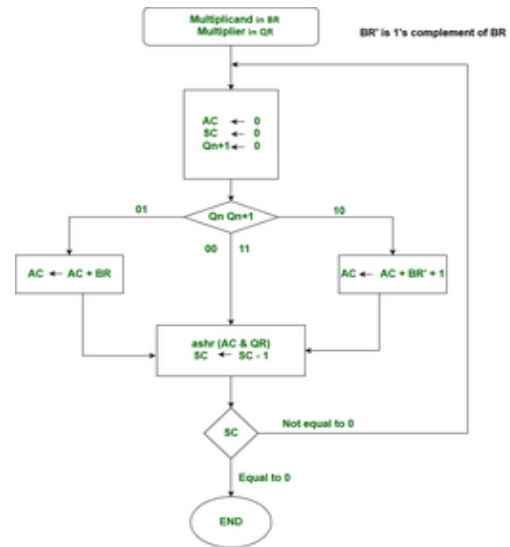 Multiplicand in BR
Multiplier in QR
BR' is 1's complement of BR
AC ← 0
SC ← 0
Qn+1 ← 0
Qn Qn+1
01
10
00 11
AC ← AC + BR
AC ← AC + BR' + 1
ashr (AC & QR)
SC ← SC - 1
SC
Not equal to 0
Equal to 0
END